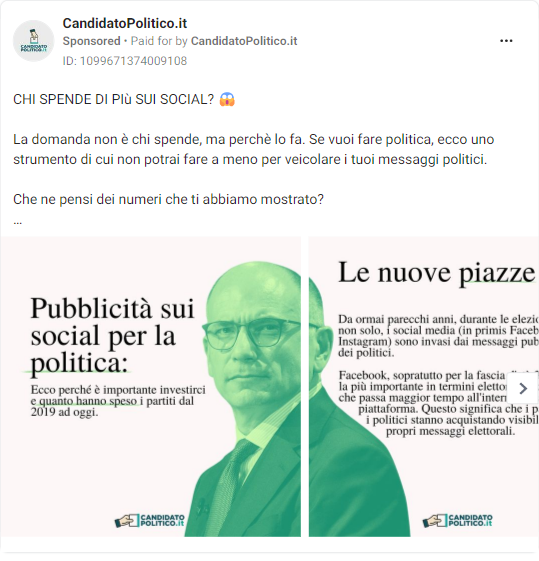 CandidatoPolitico.it
Sponsored • Paid for by CandidatoPolitico.it
ID: 1099671374009108
CANDIDATO
POLITICO.it
CHI SPENDE DI PIù SUI SOCIAL? 😱
La domanda non è chi spende, ma perchè lo fa. Se vuoi fare politica, ecco uno
strumento di cui non potrai fare a meno per veicolare i tuoi messaggi politici.
Che ne pensi dei numeri che ti abbiamo mostrato?
...
Pubblicità sui
social per la
politica:
Ecco perché è importante investirci
e quanto hanno speso i partiti dal
2019 ad oggi.
CANDIDATO
POLITICO.it
Le nuove piazze
Da ormai parecchi anni, durante le elezio
non solo, i social media (in primis Faceb
Instagram) sono invasi dai messaggi pub
dei politici.
Facebook, soprattutto per la fascia
la più importante in termini elettor
che passa maggior tempo all'inter
piattaforma. Questo significa che i p
i politici stanno acquistando visibil
propri messaggi elettorali.
CANDIDATO
POLITICO.it